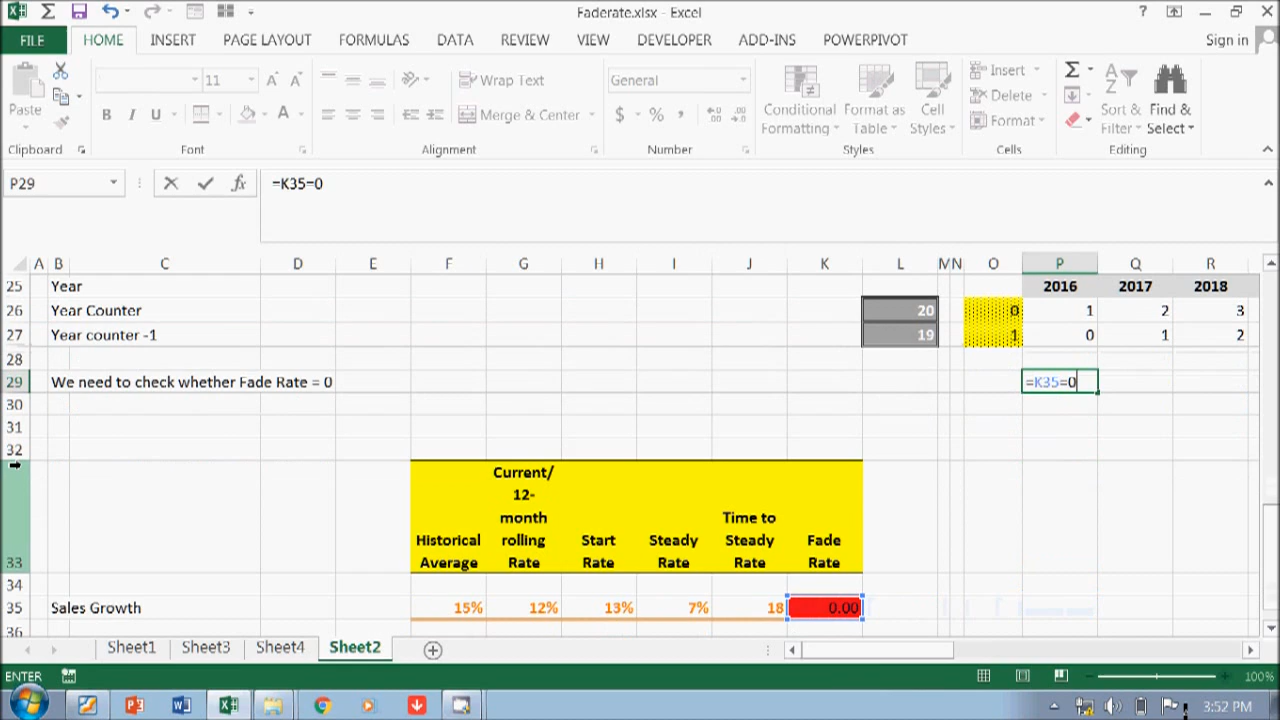 Faderate.xlsx - Excel
FILE HOME INSERT PAGE LAYOUT FORMULAS DATA REVIEW VIEW DEVELOPER ADD-INS POWERPIVOT Sign in
Paste
11
B I U A
Wrap Text
Merge & Center
General
$ % ,
Conditional Formatting
Format as Table
Cell Styles
Insert
Delete
Format
Sort & Filter
Find & Select
Clipboard Font Alignment Number Styles Cells Editing
P29 fx =K35=0
A B C D E F G H I J K L M N O P Q R
25 Year 2016 2017 2018
26 Year Counter 20 0 1 2 3
27 Year counter -1 19 1 0 1 2
28
29 We need to check whether Fade Rate = 0 =K35=0
30
31
32
Current/
12-
month
Historical rolling Start Steady Time to Steady Fade
33 Average Rate Rate Rate Rate Rate
34
35 Sales Growth 15% 12% 13% 7% 18 0.00
36
Sheet1 Sheet3 Sheet4 Sheet2
ENTER 100%
3:52 PM